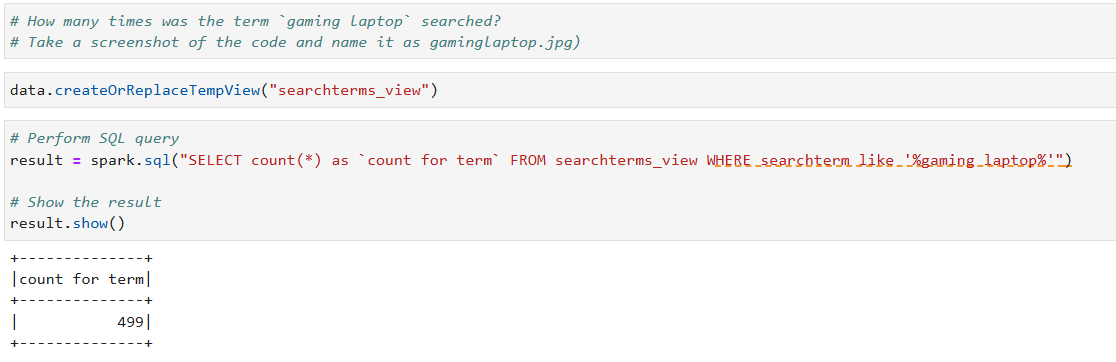 # How many times was the term `gaming laptop` searched?
# Take a screenshot of the code and name it as gaminglaptop.jpg)
data.createOrReplaceTempView("searchterms_view")
# Perform SQL query
result = spark.sql("SELECT count(*) as `count for term` FROM searchterms_view WHERE searchterm like '%gaming laptop%'")
# Show the result
result.show()
+--------------+
|count for term|
+--------------+
|           499|
+--------------+